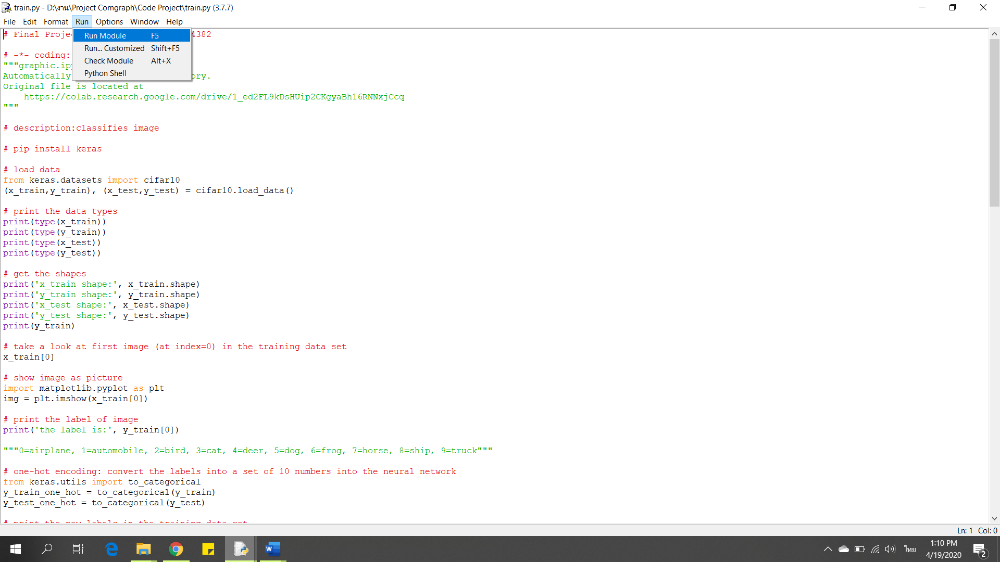 train.py - D:\งาน\Project Comgraph\Code Project\train.py (3.7.7)
File Edit Format Run Options Window Help
Run Module F5
Run... Customized Shift+F5
Check Module Alt+X
Python Shell
# Final Proje 4382
# -*- coding:
"""graphic.ip
Automatically ory.
Original file is located at
https://colab.research.google.com/drive/1_ed2FL9kDsHUip2CKgyaBh16RNNxjCcq
"""
# description:classifies image
# pip install keras
# load data
from keras.datasets import cifar10
(x_train,y_train), (x_test,y_test) = cifar10.load_data()
# print the data types
print(type(x_train))
print(type(y_train))
print(type(x_test))
print(type(y_test))
# get the shapes
print('x_train shape:', x_train.shape)
print('y_train shape:', y_train.shape)
print('x_test shape:', x_test.shape)
print('y_test shape:', y_test.shape)
print(y_train)
# take a look at first image (at index=0) in the training data set
x_train[0]
# show image as picture
import matplotlib.pyplot as plt
img = plt.imshow(x_train[0])
# print the label of image
print('the label is:', y_train[0])
"""0=airplane, 1=automobile, 2=bird, 3=cat, 4=deer, 5=dog, 6=frog, 7=horse, 8=ship, 9=truck"""
# one-hot encoding: convert the labels into a set of 10 numbers into the neural network
from keras.utils import to_categorical
y_train_one_hot = to_categorical(y_train)
y_test_one_hot = to_categorical(y_test)
# print the new labels in the training data set
Ln: 1 Col: 0
ไทย
1:10 PM
4/19/2020
2